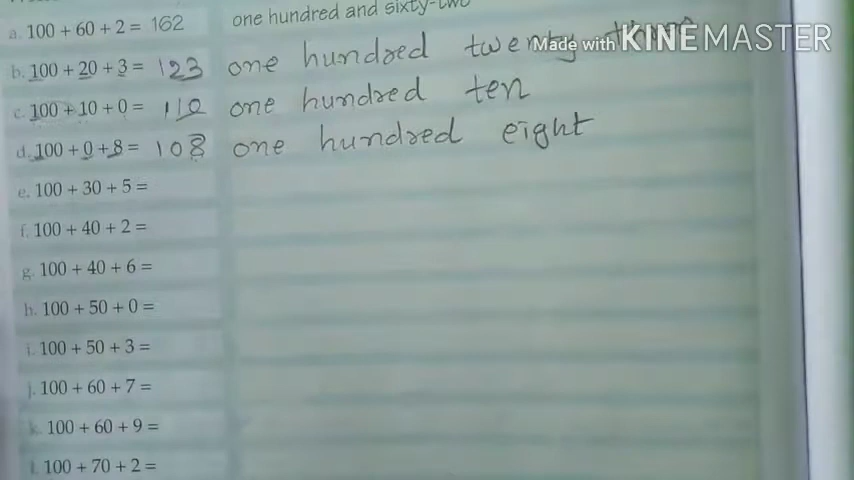 one hundred and sixty-two
a. 100 + 60 + 2 = 162
b. 100 + 20 + 3 = 123 one hundred twenty three
Made with KINEMASTER
c. 100 + 10 + 0 = 110 one hundred ten
d. 100 + 0 + 8 = 108 one hundred eight
e. 100 + 30 + 5 =
f. 100 + 40 + 2 =
g. 100 + 40 + 6 =
h. 100 + 50 + 0 =
i. 100 + 50 + 3 =
j. 100 + 60 + 7 =
k. 100 + 60 + 9 =
l. 100 + 70 + 2 =